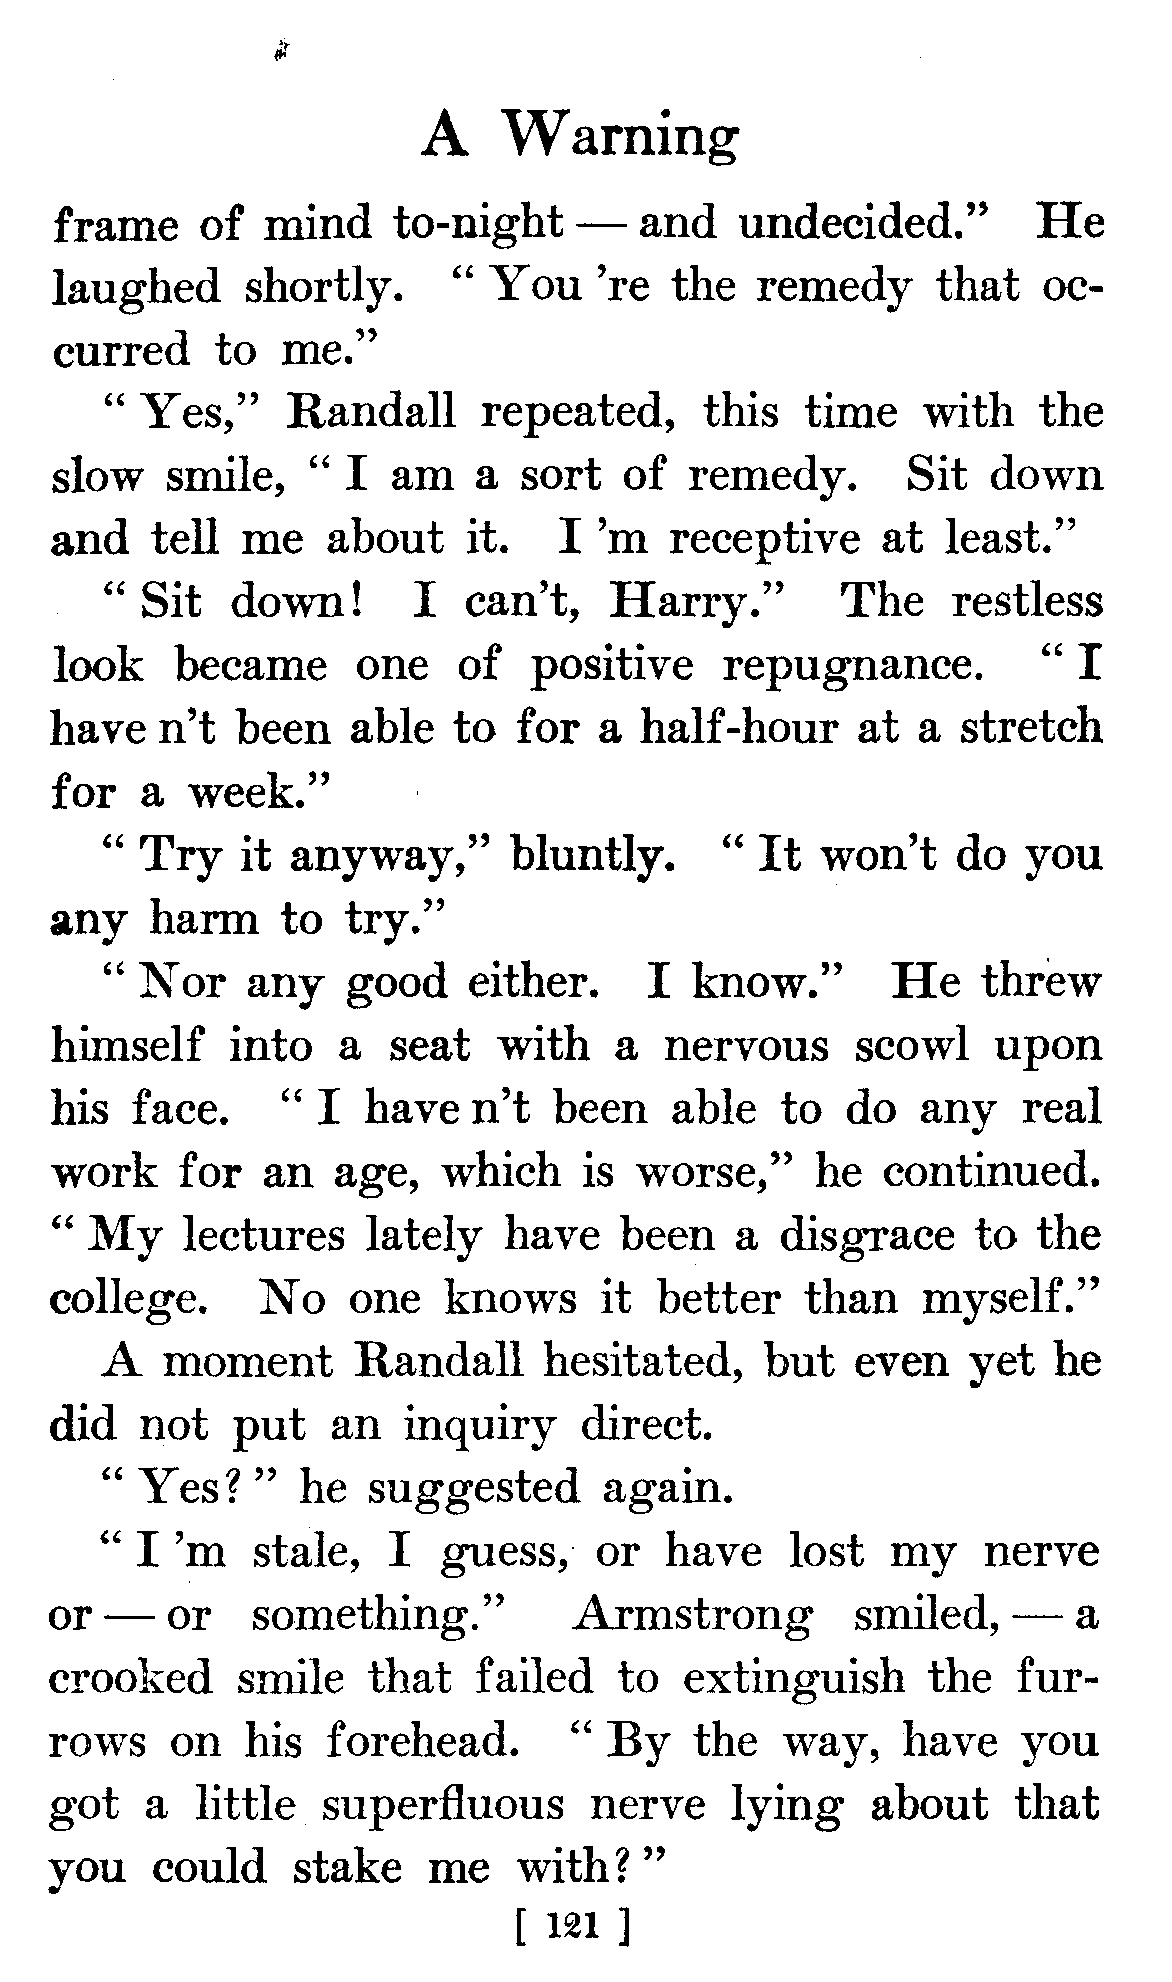 A Warning
frame of mind to-night — and undecided.” He
laughed shortly. “ You ’re the remedy that oc-
curred to me.”
“ Yes,” Randall repeated, this time with the
slow smile, “ I am a sort of remedy. Sit down
and tell me about it. I ’m receptive at least.”
“ Sit down! I can’t, Harry.” The restless
look became one of positive repugnance. “ I
have n’t been able to for a half-hour at a stretch
for a week.”
“ Try it anyway,” bluntly. “ It won’t do you
any harm to try.”
“ Nor any good either. I know.” He threw
himself into a seat with a nervous scowl upon
his face. “ I have n’t been able to do any real
work for an age, which is worse,” he continued.
“ My lectures lately have been a disgrace to the
college. No one knows it better than myself.”
A moment Randall hesitated, but even yet he
did not put an inquiry direct.
“ Yes? ” he suggested again.
“ I ’m stale, I guess, or have lost my nerve
or — or something.” Armstrong smiled, — a
crooked smile that failed to extinguish the fur-
rows on his forehead. “ By the way, have you
got a little superfluous nerve lying about that
you could stake me with? ”
[ 121 ]